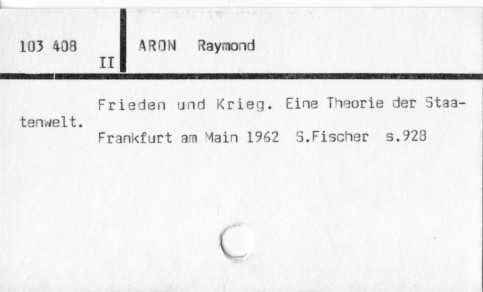 103 408
II
ARON Raymond
Frieden und Krieg. Eine Theorie der Staa-
tenwelt.
Frankfurt am Main 1962 S.Fischer s.928